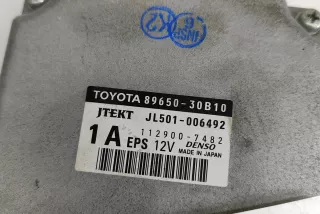 TOYOTA 89650-30B10
JTEKT JL501-006492
1A EPS 12V 112900-7482
DENSO
MADE IN JAPAN